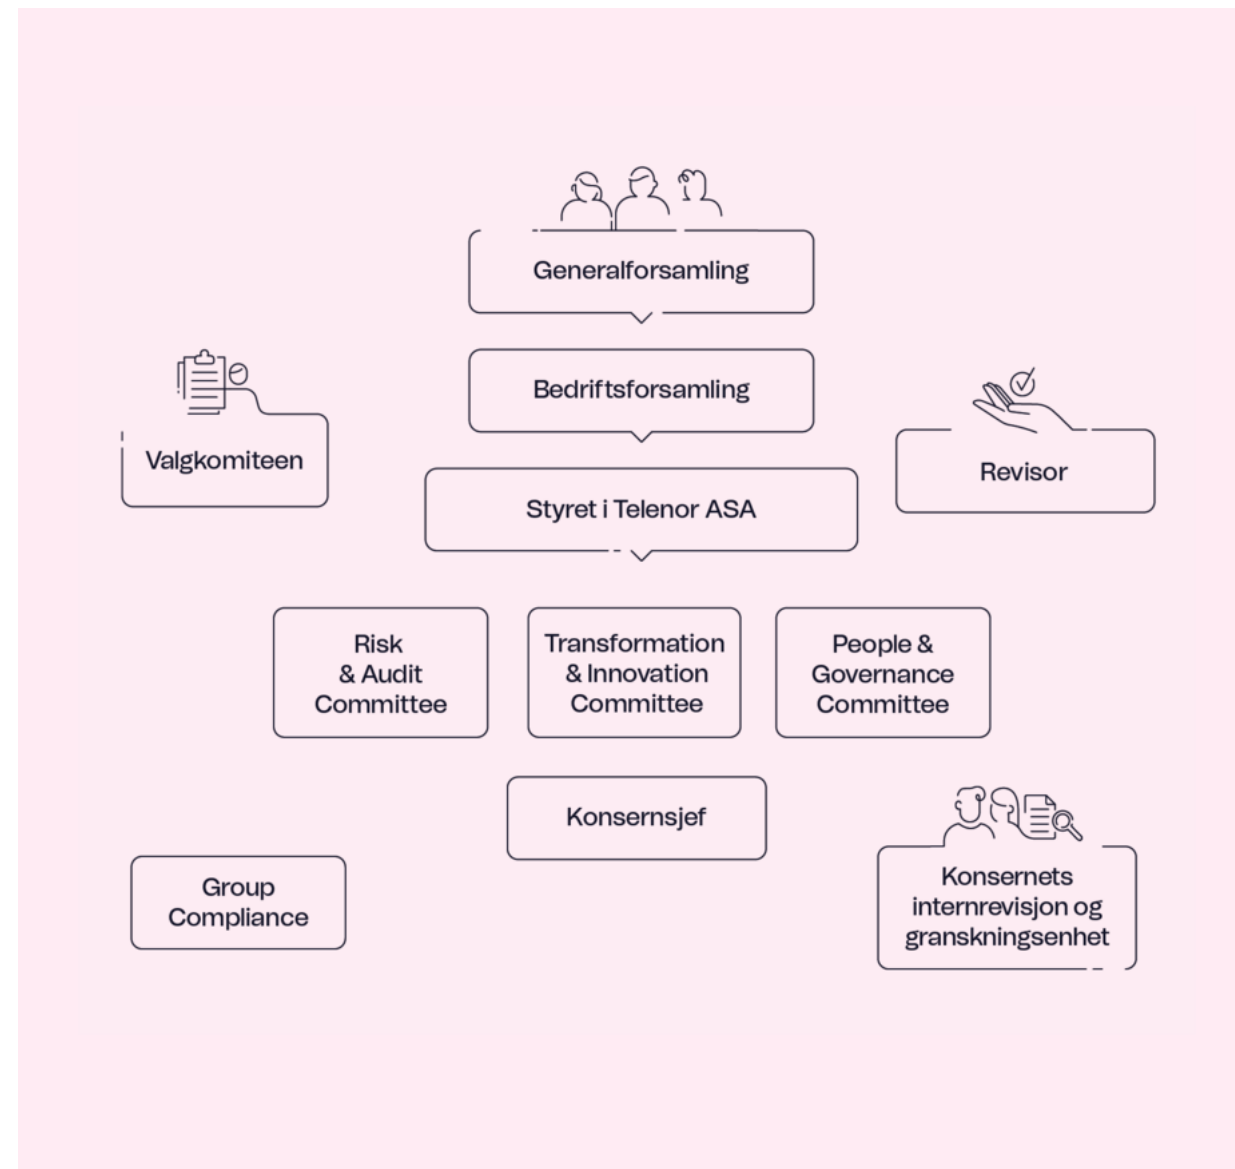 Generalforsamling
Bedriftsforsamling
Valgkomiteen
Revisor
Styret i Telenor ASA
Risk
& Audit
Committee
Transformation
& Innovation
Committee
People &
Governance
Committee
Konsernsjef
Group
Compliance
Konsernets
internrevisjon og
granskningsenhet